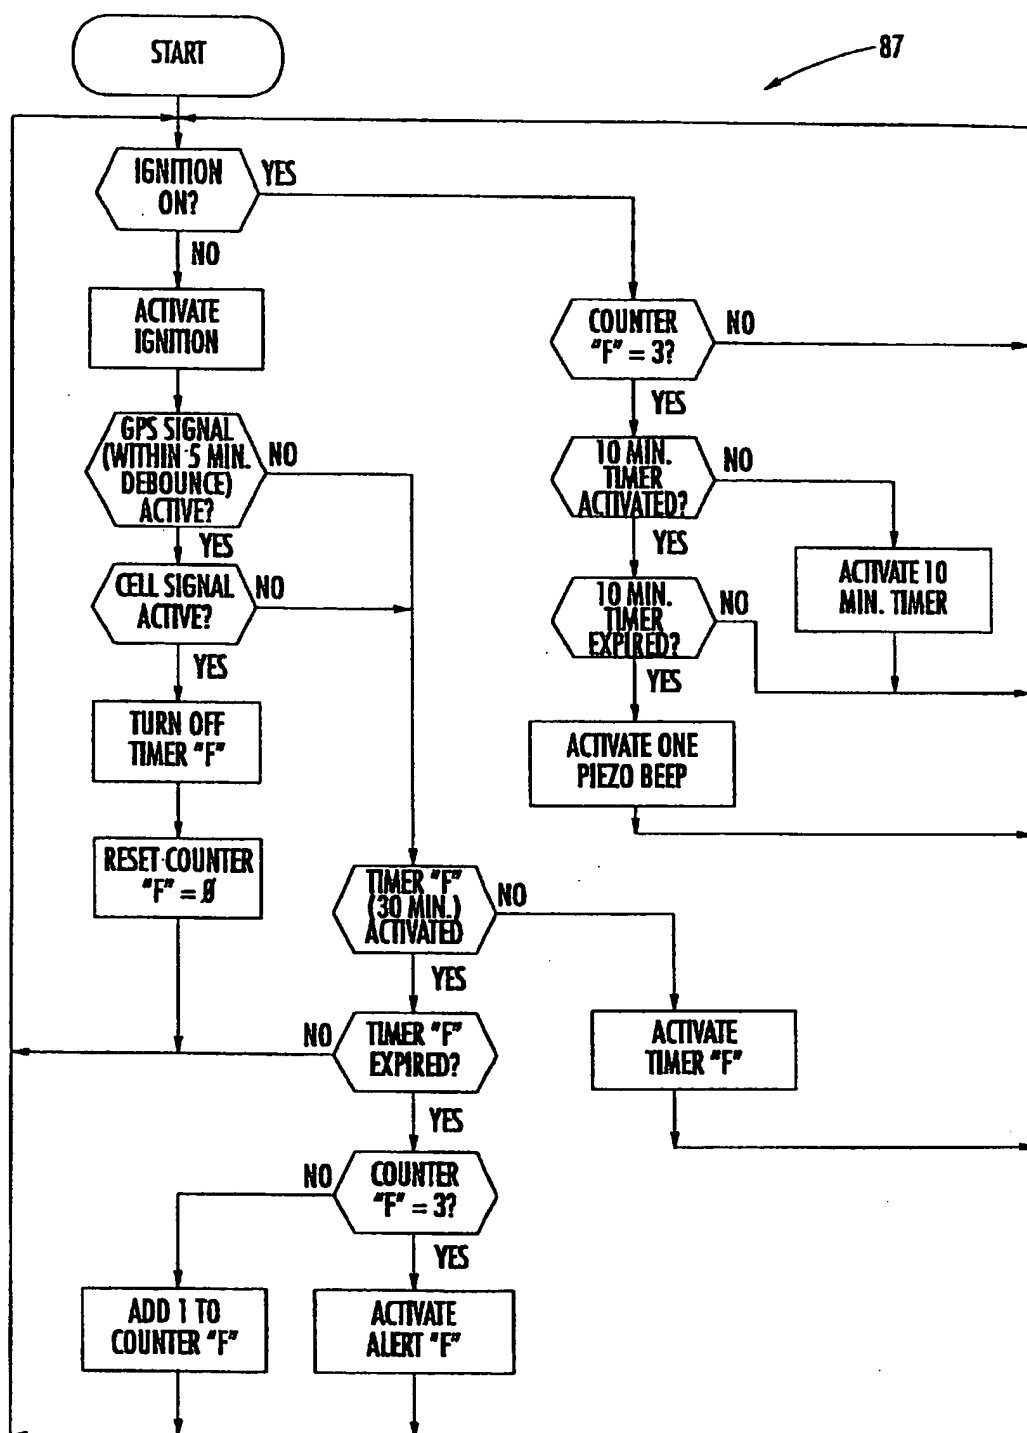 START
87
IGNITION
ON?
YES
NO
ACTIVATE
IGNITION
COUNTER
"F" = 3?
NO
YES
GPS SIGNAL
(WITHIN 5 MIN.
DEBOUNCE)
ACTIVE?
NO
YES
10 MIN.
TIMER
ACTIVATED?
NO
YES
CELL SIGNAL
ACTIVE?
NO
YES
10 MIN.
TIMER
EXPIRED?
NO
YES
ACTIVATE 10
MIN. TIMER
TURN OFF
TIMER "F"
ACTIVATE ONE
PIEZO BEEP
RESET COUNTER
"F" = Ø
TIMER "F"
(30 MIN.)
ACTIVATED
NO
YES
TIMER "F"
EXPIRED?
NO
YES
ACTIVATE
TIMER "F"
COUNTER
"F" = 3?
NO
YES
ADD 1 TO
COUNTER "F"
ACTIVATE
ALERT "F"